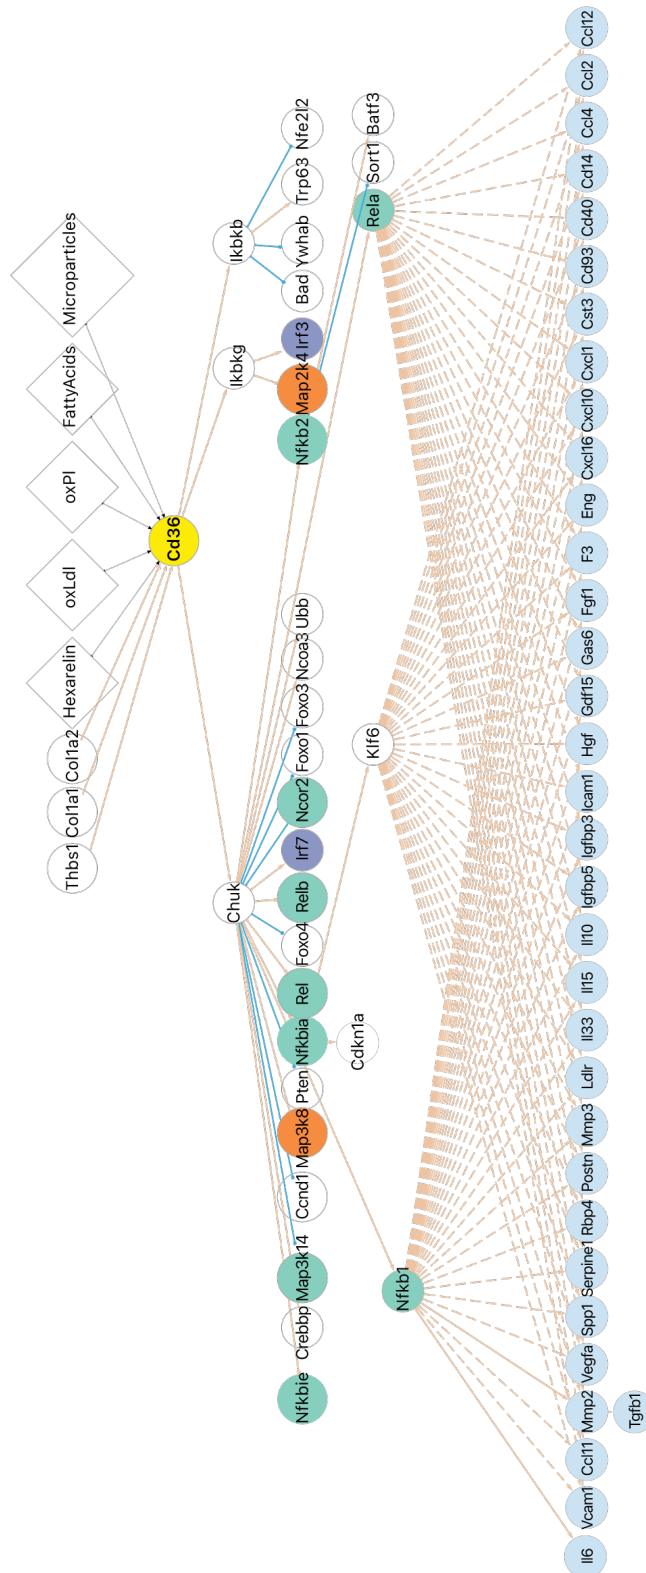 Microparticles
FattyAcids
oxPl
oxLdl
Hexarelin
Col1a2
Col1a1
Thbs1
Cd36
Ikbkb
Ikbkg
Chuk
Nfe2l2
Trp63
Ywhab
Bad
Irf3
Map2k4
Nfkb2
Ubb
Ncoa3
Foxo3
Foxo1
Ncor2
Irf7
Relb
Foxo4
Rel
Nfkbia
Pten
Map3k8
Ccnd1
Map3k14
Crebbp
Nfkbie
Cdkn1a
Batf3
Sort1
Rela
Klf6
Nfkb1
Ccl12
Ccl2
Ccl4
Cd14
Cd40
Cd93
Cst3
Cxcl1
Cxcl10
Cxcl16
Eng
F3
Fgf1
Gas6
Gdf15
Hgf
Icam1
Igfbp3
Igfbp5
Il10
Il15
Il33
Ldlr
Mmp3
Postn
Rbp4
Serpine1
Spp1
Vegfa
Mmp2
Ccl11
Vcam1
Il6
Tgfb1